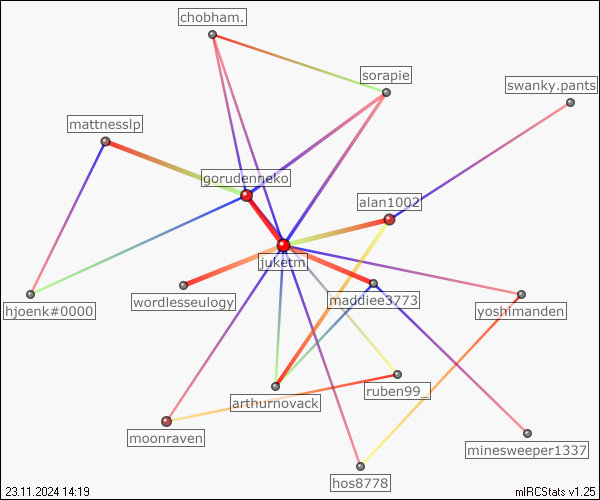 chobham.
sorapie
swanky.pants
mattnesslp
gorudenneko
alan1002
juketm
hjoenk#0000
wordlesseulogy
maddiee3773
yoshimanden
ruben99_
arthurnovack
moonraven
minesweeper1337
hos8778
23.11.2024 14:19
mIRCStats v1.25